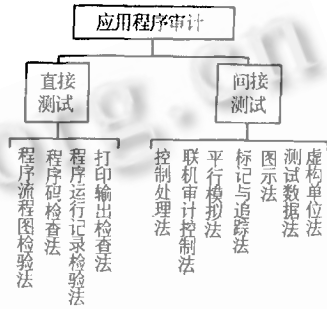 应用程序审计
直接
测试
间接
测试
程序流程图检验法
程序码检查法
程序运行记录检验法
打印输出检查法
控制处理法
联机审计控制法
平行模拟法
标记与追踪法
图示法
测试数据法
虚构单位法